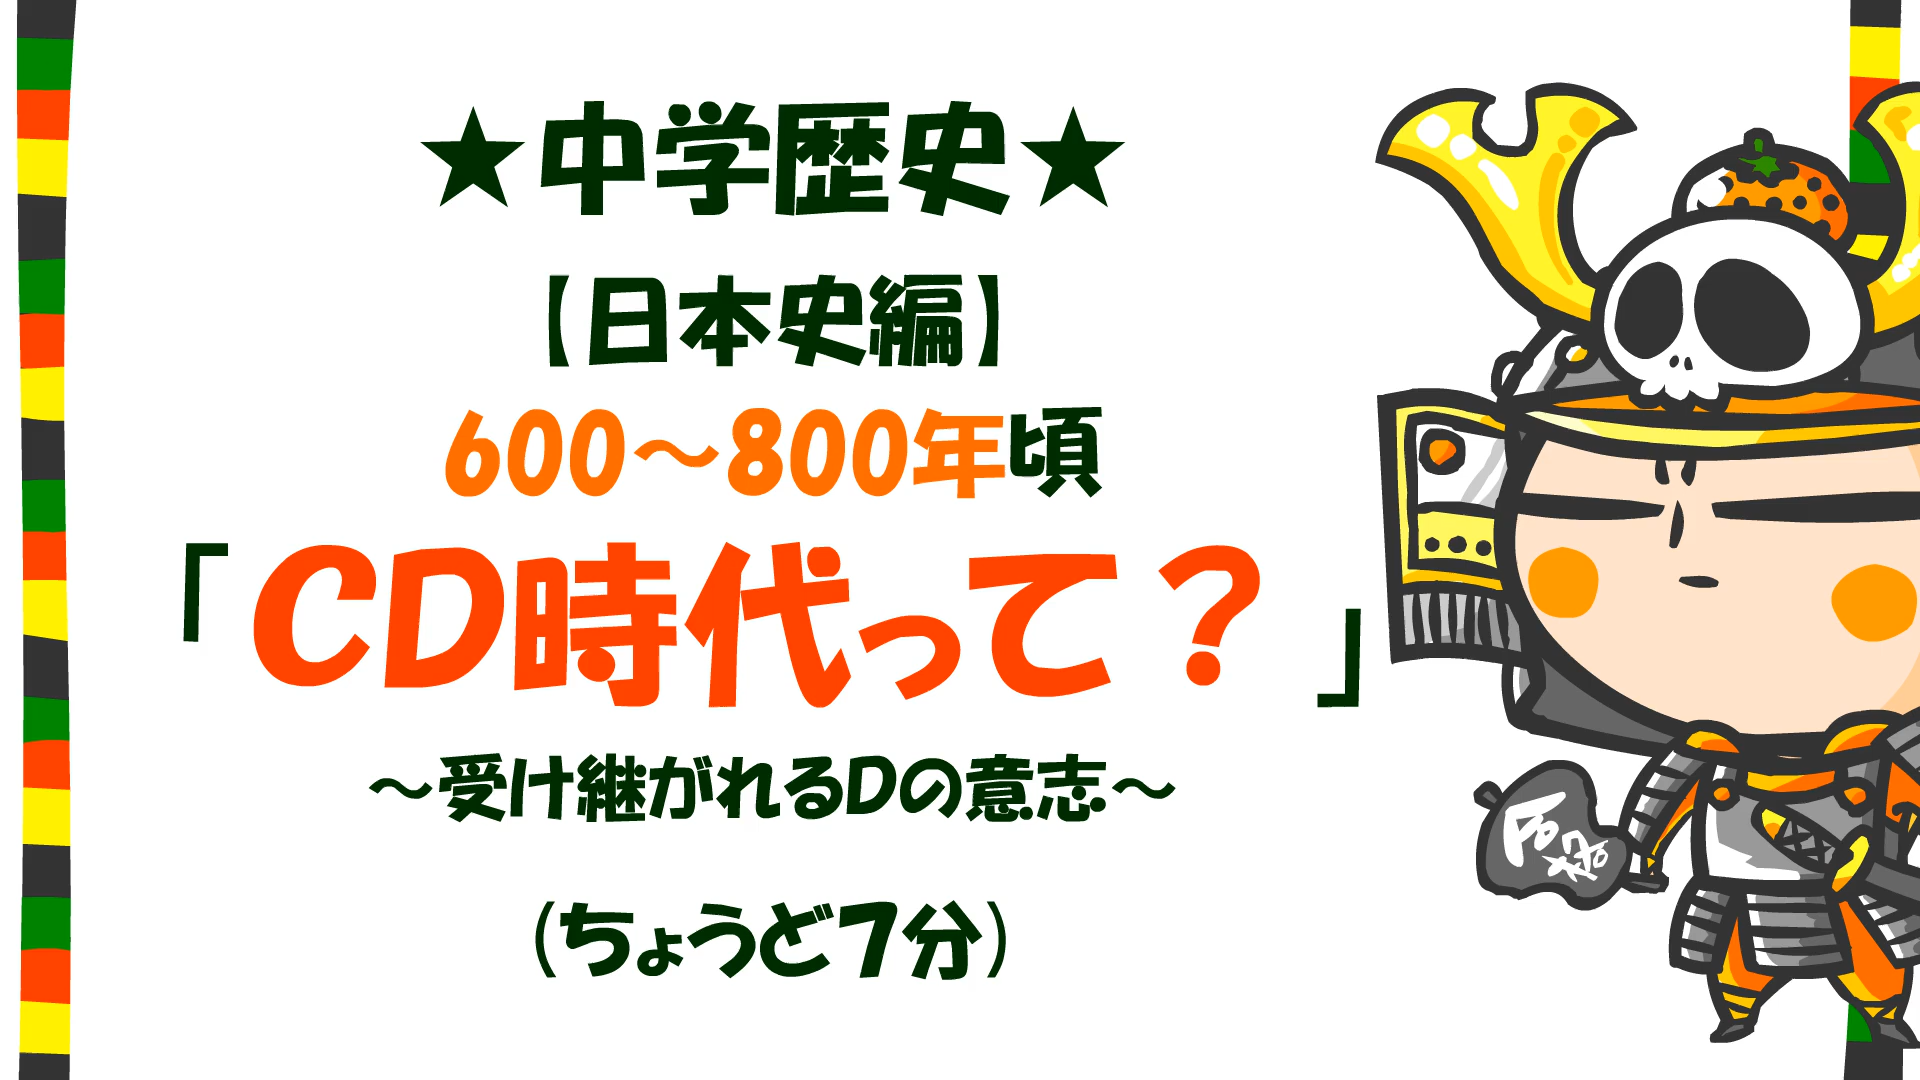 ★中学歴史★
【日本史編】
600~800年頃
「CD時代って？」
~受け継がれるDの意志~
(ちょうど7分)